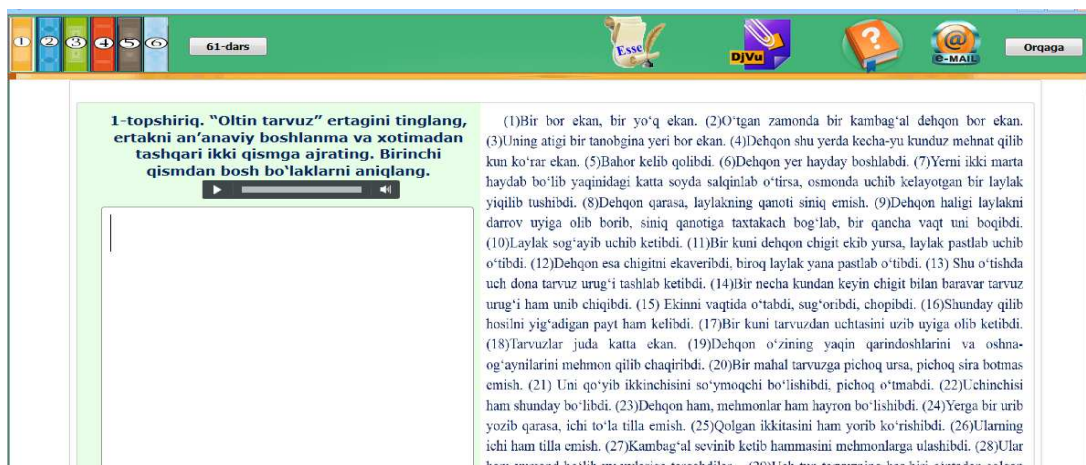 1 2 3 4 5 6
61-dars
Esse
DjVu
?
@
e-MAIL
Orqaga
1-topshiriq. “Oltin tarvuz” ertagini tinglang,
ertakni an’anaviy boshlanma va xotimadan
tashqari ikki qismga ajrating. Birinchi
qismdan bosh bo‘laklarni aniqlang.
(1)Bir bor ekan, bir yo‘q ekan. (2)O‘tgan zamonda bir kambag‘al dehqon bor ekan.
(3)Uning atigi bir tanobgina yeri bor ekan. (4)Dehqon shu yerda kecha-yu kunduz mehnat qilib
kun ko‘rar ekan. (5)Bahor kelib qolibdi. (6)Dehqon yer hayday boshlabdi. (7)Yerni ikki marta
haydab bo‘lib yaqinidagi katta soyda salqinlab o‘tirsa, osmonda uchib kelayotgan bir laylak
yiqilib tushibdi. (8)Dehqon qarasa, laylakning qanoti siniq emish. (9)Dehqon haligi laylakni
darrov uyiga olib borib, siniq qanotiga taxtakach bog‘lab, bir qancha vaqt uni boqibdi.
(10)Laylak sog‘ayib uchib ketibdi. (11)Bir kuni dehqon chigit ekib yursa, laylak pastlab uchib
o‘tibdi. (12)Dehqon esa chigitni ekaveribdi, biroq laylak yana pastlab o‘tibdi. (13) Shu o‘tishda
uch dona tarvuz urug‘i tashlab ketibdi. (14)Bir necha kundan keyin chigit bilan baravar tarvuz
urug‘i ham unib chiqibdi. (15) Ekinni vaqtida o‘tabdi, sug‘oribdi, chopibdi. (16)Shunday qilib
hosilni yig‘adigan payt ham kelibdi. (17)Bir kuni tarvuzdan uchtasini uzib uyiga olib ketibdi.
(18)Tarvuzlar juda katta ekan. (19)Dehqon o‘zining yaqin qarindoshlarini va oshna-
og‘aynilarini mehmon qilib chaqiribdi. (20)Bir mahal tarvuzga pichoq ursa, pichoq sira botmas
emish. (21) Uni qo‘yib ikkinchisini so‘ymoqchi bo‘lishibdi, pichoq o‘tmabdi. (22)Uchinchisi
ham shunday bo‘libdi. (23)Dehqon ham, mehmonlar ham hayron bo‘lishibdi. (24)Yerga bir urib
yozib qarasa, ichi to‘la tilla emish. (25)Qolgan ikkitasini ham yorib ko‘rishibdi. (26)Ularning
ichi ham tilla emish. (27)Kambag‘al sevinib ketib hammasini mehmonlarga ulashibdi. (28)Ular